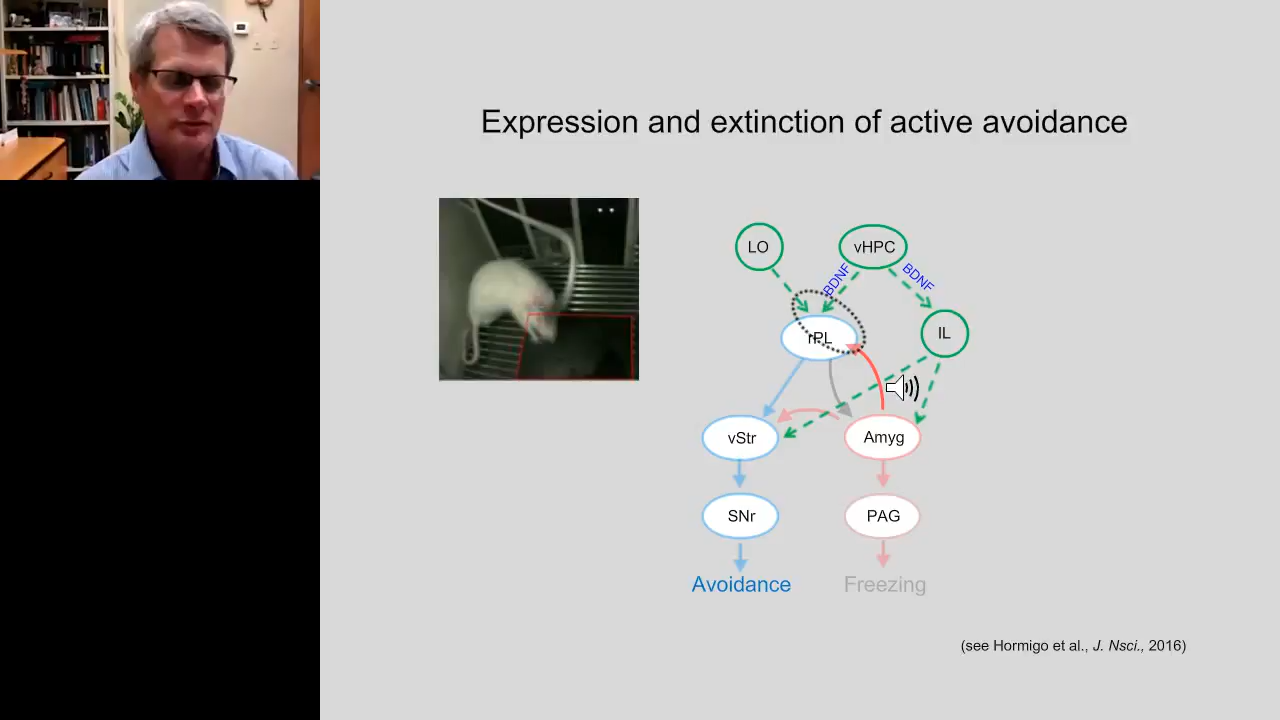 Expression and extinction of active avoidance
LO
vHPC
BDNF
BDNF
rPL
IL
vStr
Amyg
SNr
PAG
Avoidance
Freezing
(see Hormigo et al., J. Nsci., 2016)